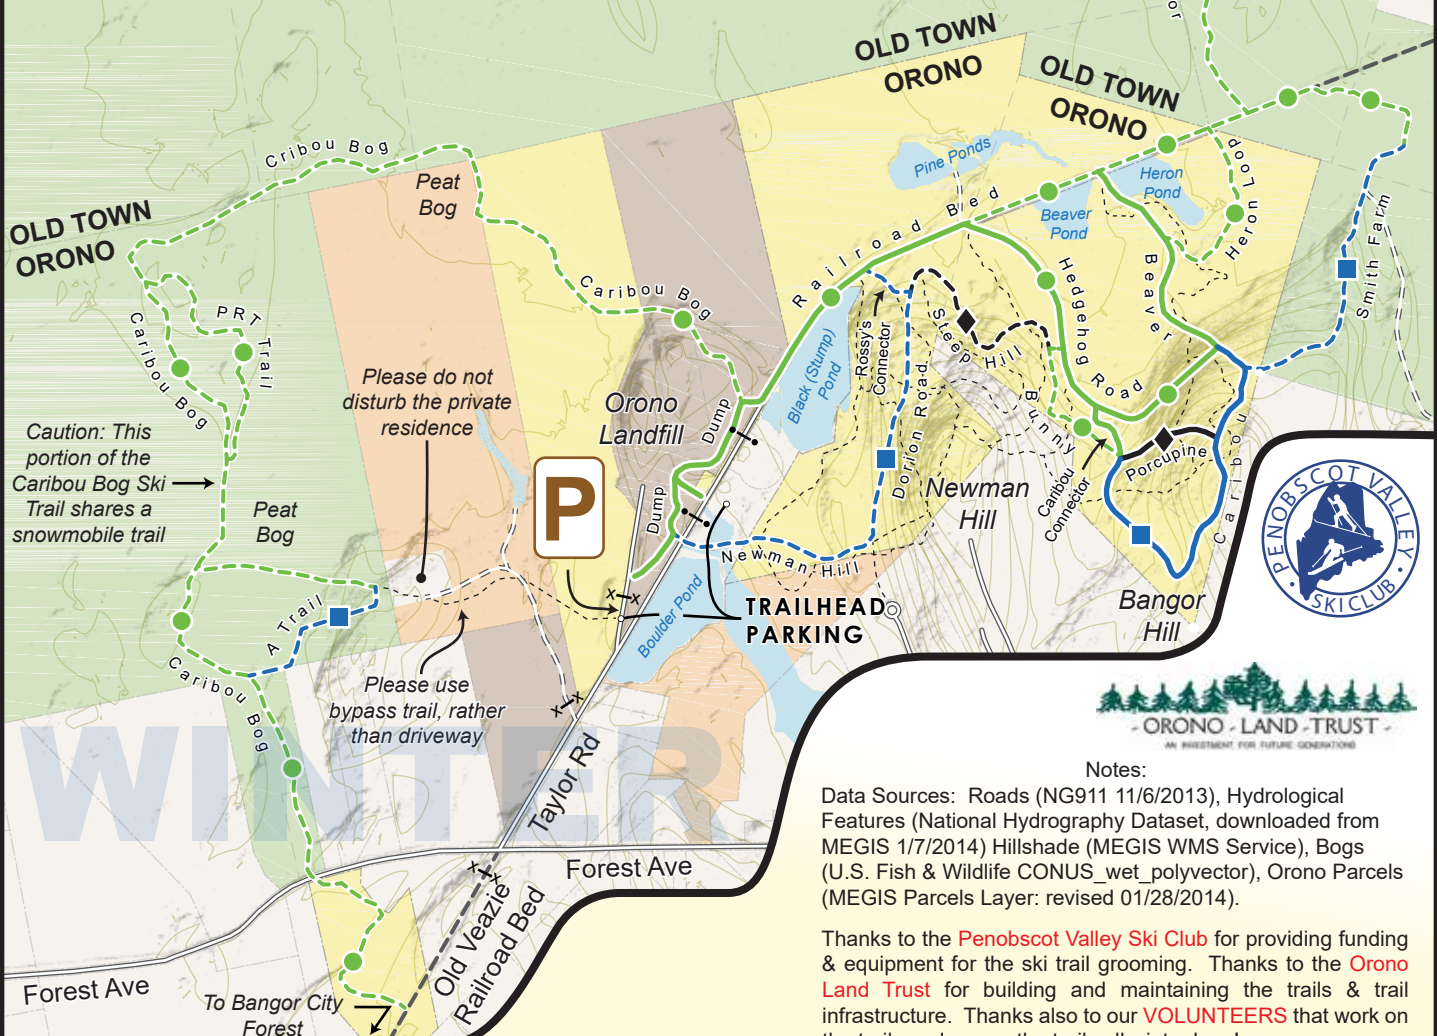 OLD TOWN
ORONO
OLD TOWN
ORONO
or
Cribou Bog
Peat
Bog
OLD TOWN
ORONO
Pine Ponds
Heron
Pond
Beaver
Pond
Heron Loop
Smith Farm
Railroad Bed
Caribou Bog
PRT Trail
Caribou Bog
Beaver
Hedgehog Road
Rossy's
Connector
Steep Hill
Black (Stump)
Pond
Dorion Road
Bunny
Please do not
disturb the private
residence
Orono
Landfill
Dump
Caution: This
portion of the
Caribou Bog Ski
Trail shares a
snowmobile trail
Peat
Bog
P
Dump
Newman
Hill
Caribou
Connector
Porcupine
Cariqou
PENOBSCOT VALLEY
SKI CLUB
Newman Hill
Boulder Pond
TRAILHEAD
PARKING
Bangor
Hill
A Trail
Caribou Bog
Please use
bypass trail, rather
than driveway
WINTER
Taylor Rd
Forest Ave
Old Veazie
Railroad Bed
Forest Ave
To Bangor City
Forest
- ORONO - LAND - TRUST -
AN INVESTMENT FOR FUTURE GENERATIONS
Notes:
Data Sources: Roads (NG911 11/6/2013), Hydrological
Features (National Hydrography Dataset, downloaded from
MEGIS 1/7/2014) Hillshade (MEGIS WMS Service), Bogs
(U.S. Fish & Wildlife CONUS_wet_polyvector), Orono Parcels
(MEGIS Parcels Layer: revised 01/28/2014).
Thanks to the Penobscot Valley Ski Club for providing funding
& equipment for the ski trail grooming. Thanks to the Orono
Land Trust for building and maintaining the trails & trail
infrastructure. Thanks also to our VOLUNTEERS that work on